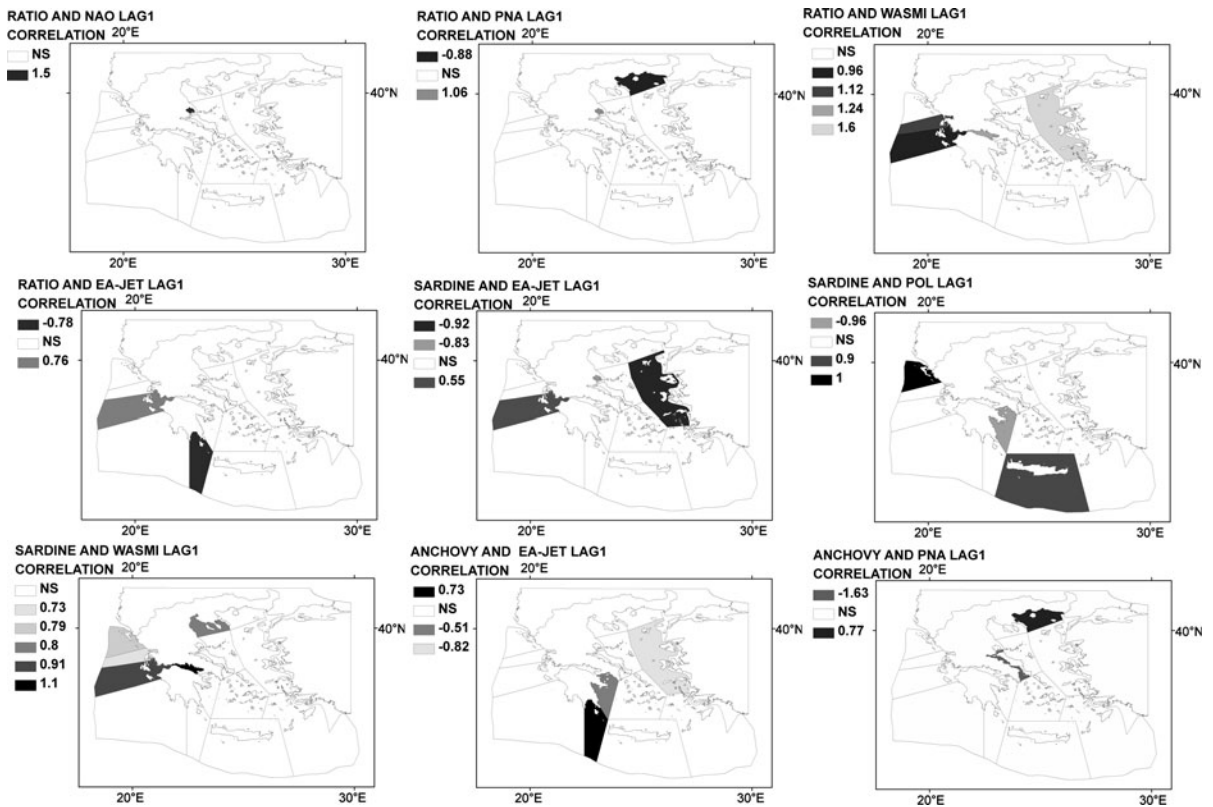 RATIO AND NAO LAG1
CORRELATION
20°E
NS
1.5
20°E
30°E
RATIO AND PNA LAG1
CORRELATION
20°E
-0.88
NS
1.06
40°N
20°E
30°E
RATIO AND WASMI LAG1
CORRELATION
20°E
NS
0.96
1.12
1.24
1.6
40°N
20°E
30°E
RATIO AND EA-JET LAG1
CORRELATION
20°E
-0.78
NS
0.76
20°E
30°E
SARDINE AND EA-JET LAG1
CORRELATION
20°E
-0.92
-0.83
NS
0.55
40°N
20°E
30°E
SARDINE AND POL LAG1
CORRELATION
20°E
-0.96
NS
0.9
1
40°N
20°E
30°E
SARDINE AND WASMI LAG1
CORRELATION
20°E
NS
0.73
0.79
0.8
0.91
1.1
40°N
20°E
30°E
ANCHOVY AND EA-JET LAG1
CORRELATION
20°E
0.73
NS
-0.51
-0.82
40°N
20°E
30°E
ANCHOVY AND PNA LAG1
CORRELATION
20°E
-1.63
NS
0.77
40°N
20°E
30°E